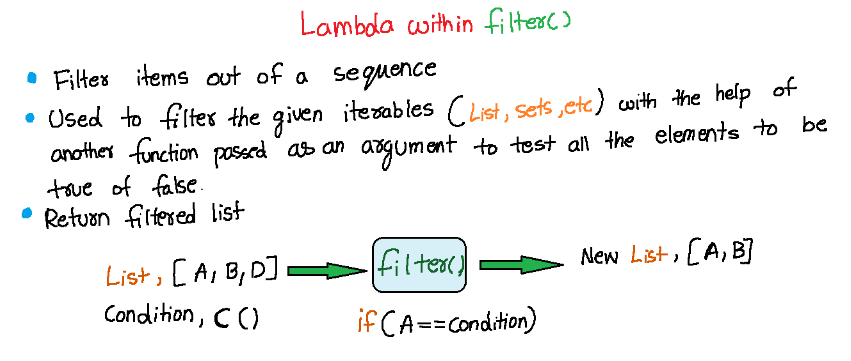 Lambda within filter()
• Filter items out of a sequence
• Used to filter the given iterables (List, sets, etc) with the help of
another function passed as an argument to test all the elements to be
true of false.
• Return filtered list
List, [A, B, D]
filter()
New List, [A, B]
Condition, C ()
if (A==condition)